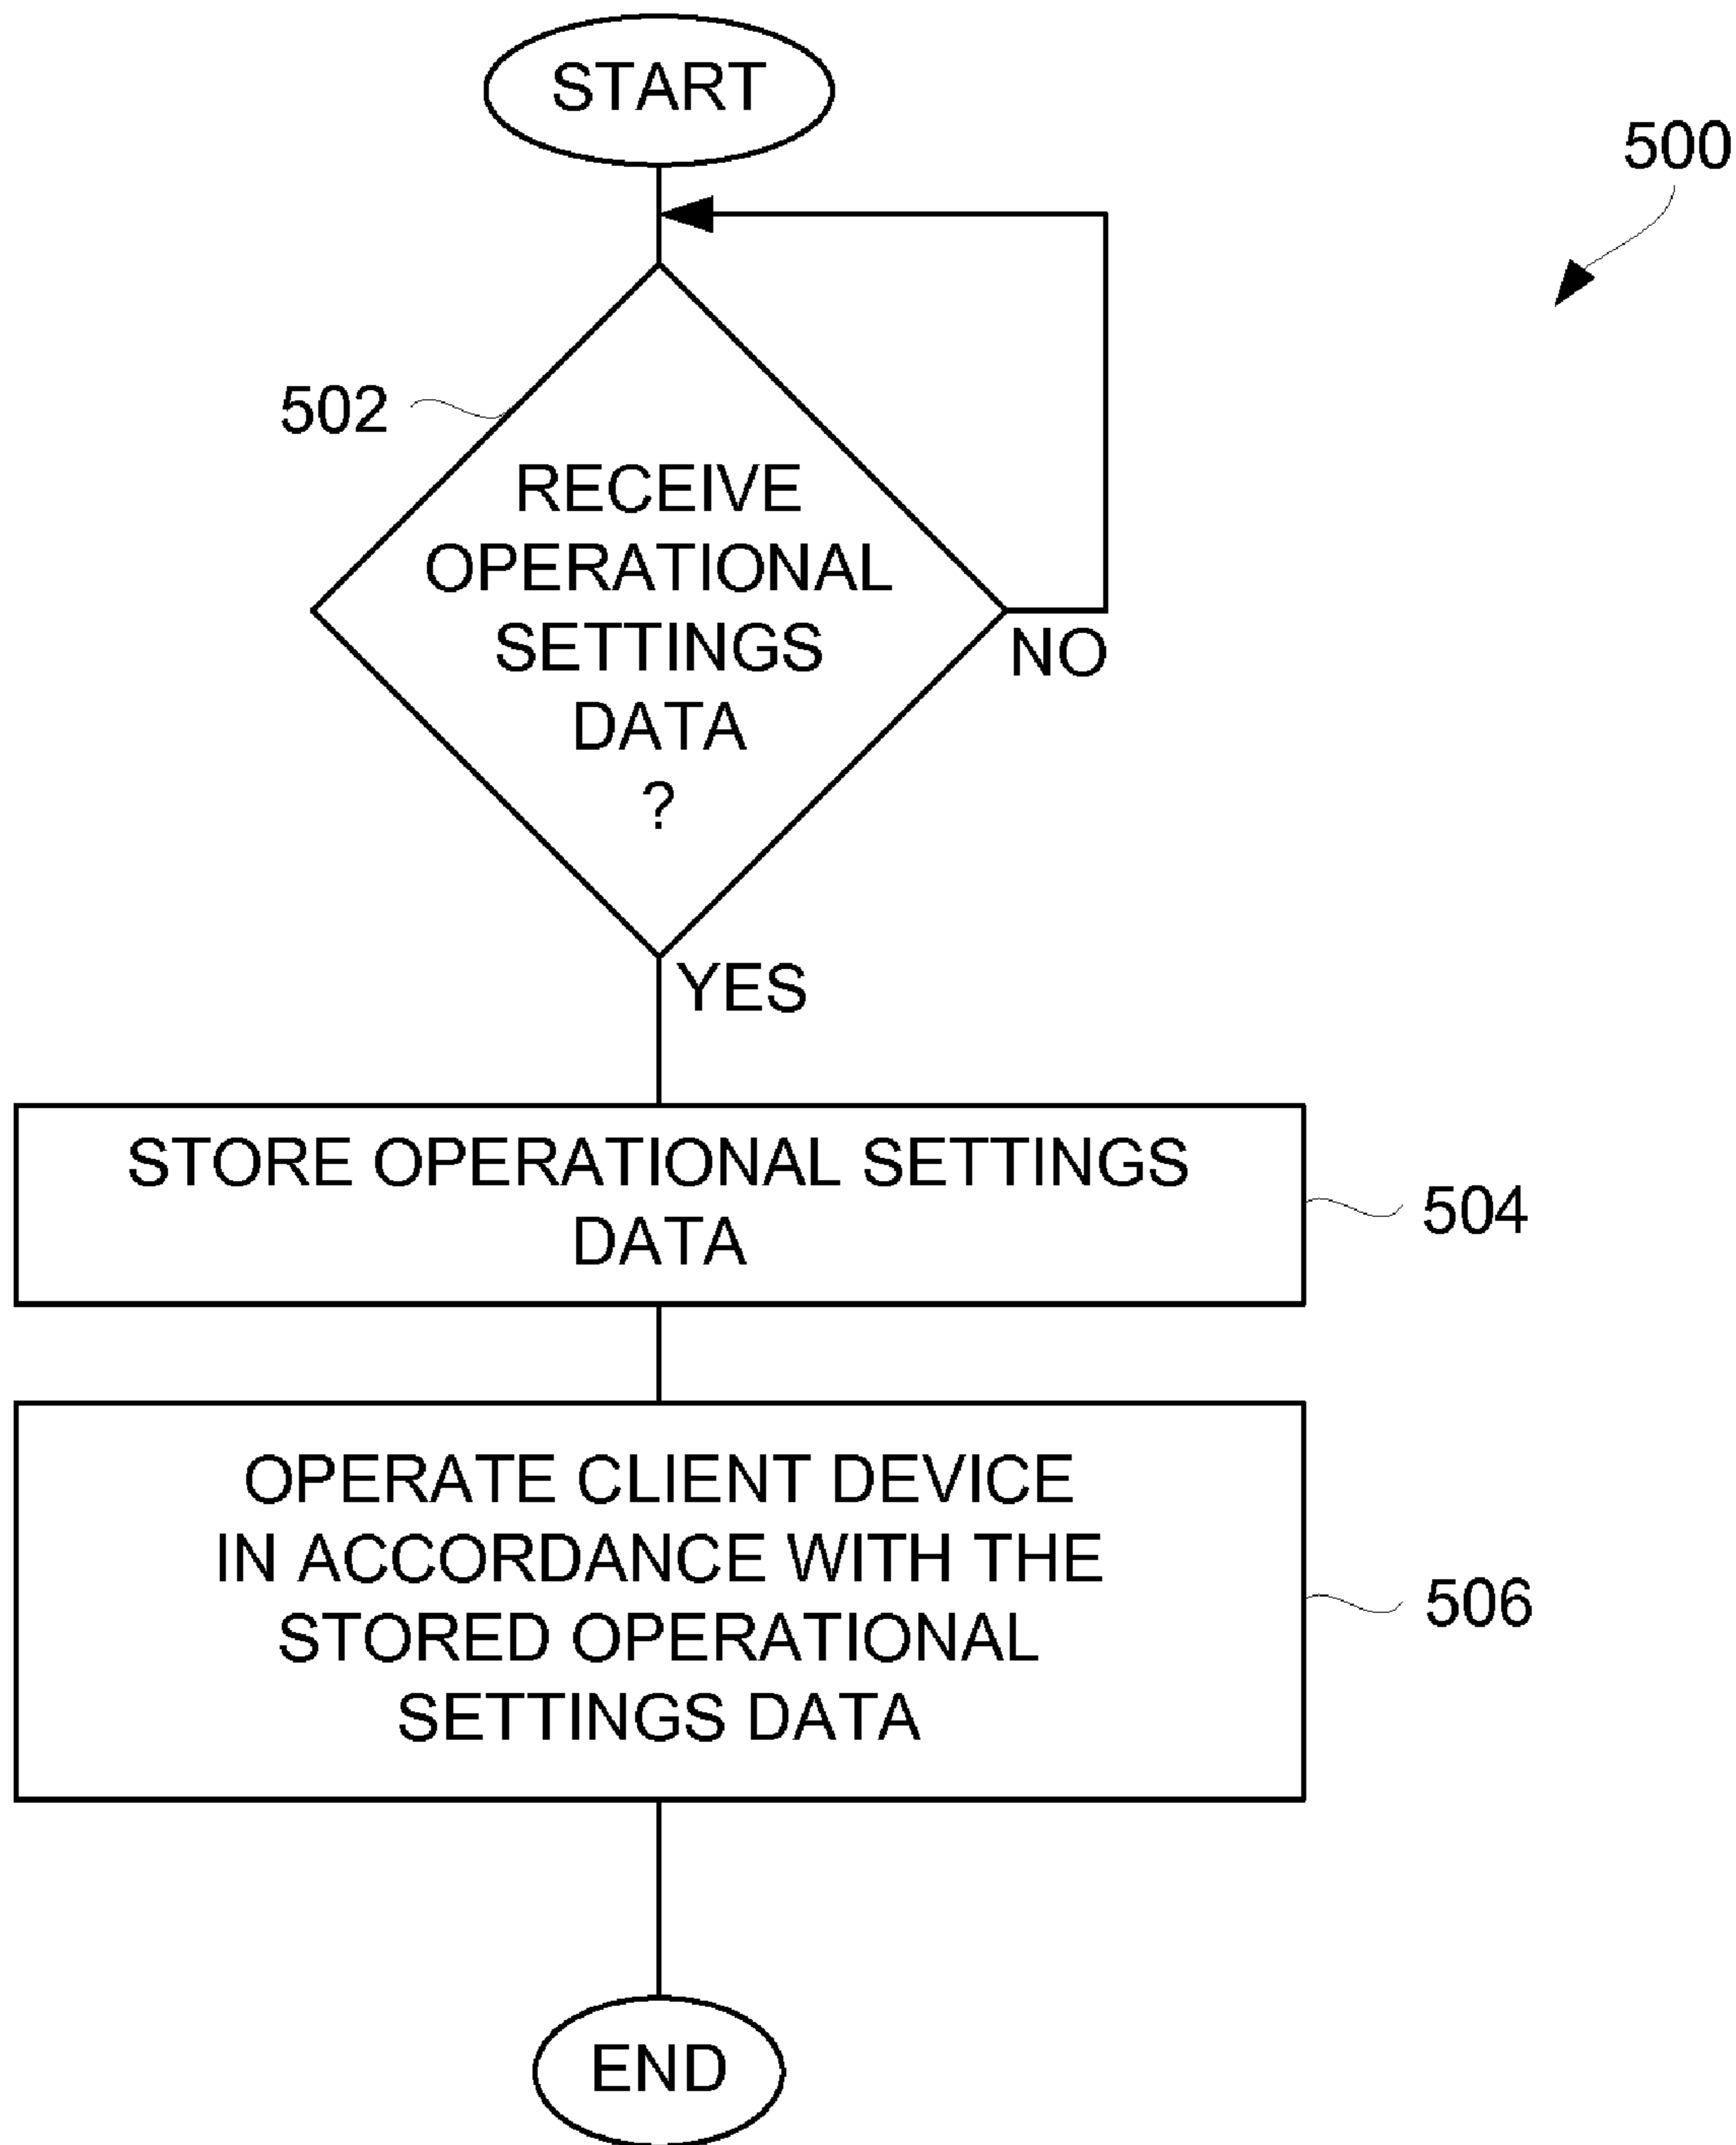 START
500
502
RECEIVE
OPERATIONAL
SETTINGS
DATA
?
NO
YES
STORE OPERATIONAL SETTINGS
DATA
504
OPERATE CLIENT DEVICE
IN ACCORDANCE WITH THE
STORED OPERATIONAL
SETTINGS DATA
506
END